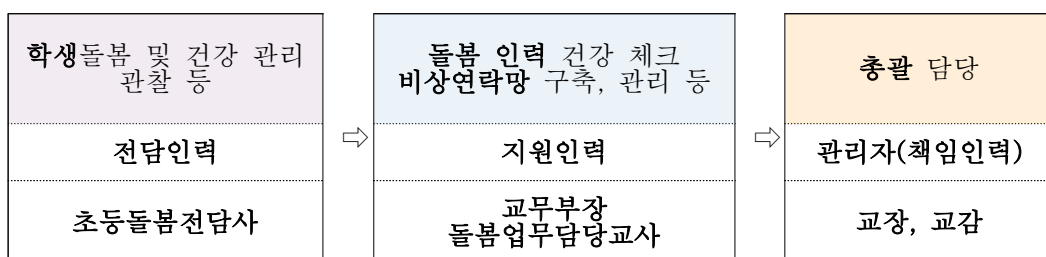 학생돌봄 및 건강 관리
관찰 등
전담인력
초등돌봄전담사
⇨
돌봄 인력 건강 체크
비상연락망 구축, 관리 등
지원인력
교무부장
돌봄업무담당교사
⇨
총괄 담당
관리자(책임인력)
교장, 교감